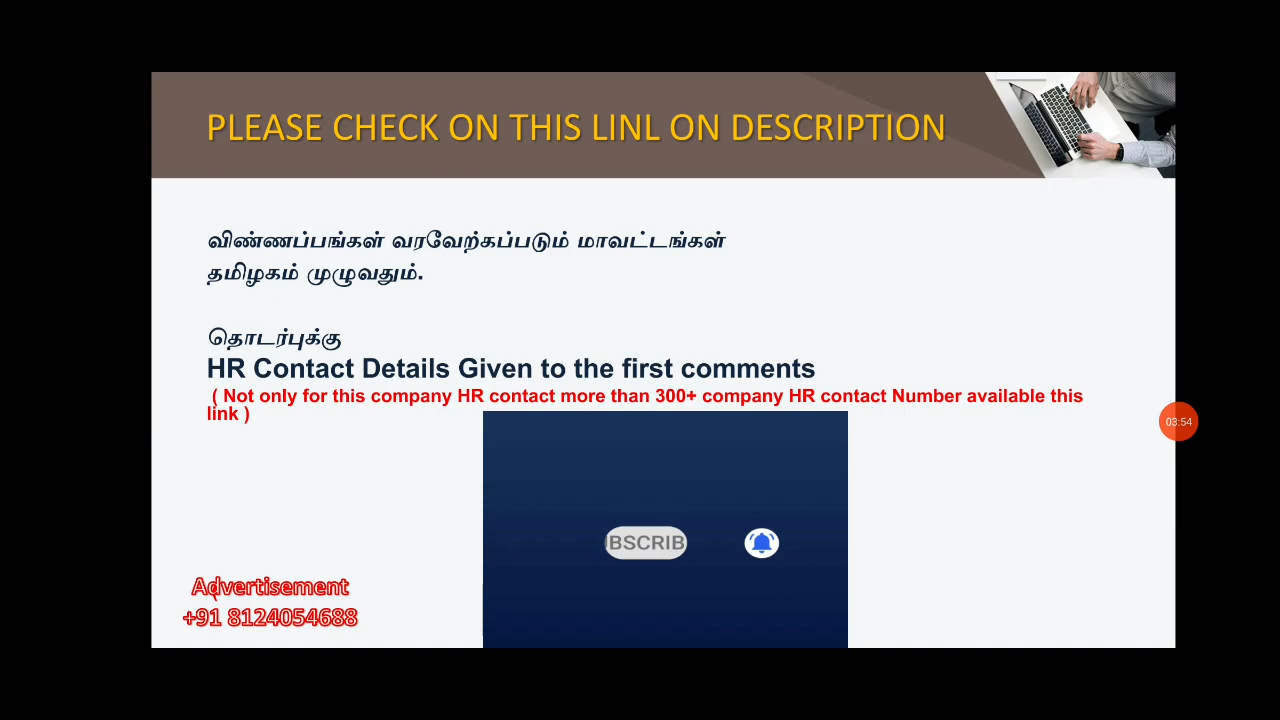 PLEASE CHECK ON THIS LINL ON DESCRIPTION
விண்ணப்பங்கள் வரவேற்கப்படும் மாவட்டங்கள்
தமிழகம் முழுவதும்.
தொடர்புக்கு
HR Contact Details Given to the first comments
( Not only for this company HR contact more than 300+ company HR contact Number available this
link )
03:54
BSCRIB
Advertisement
+91 8124054688